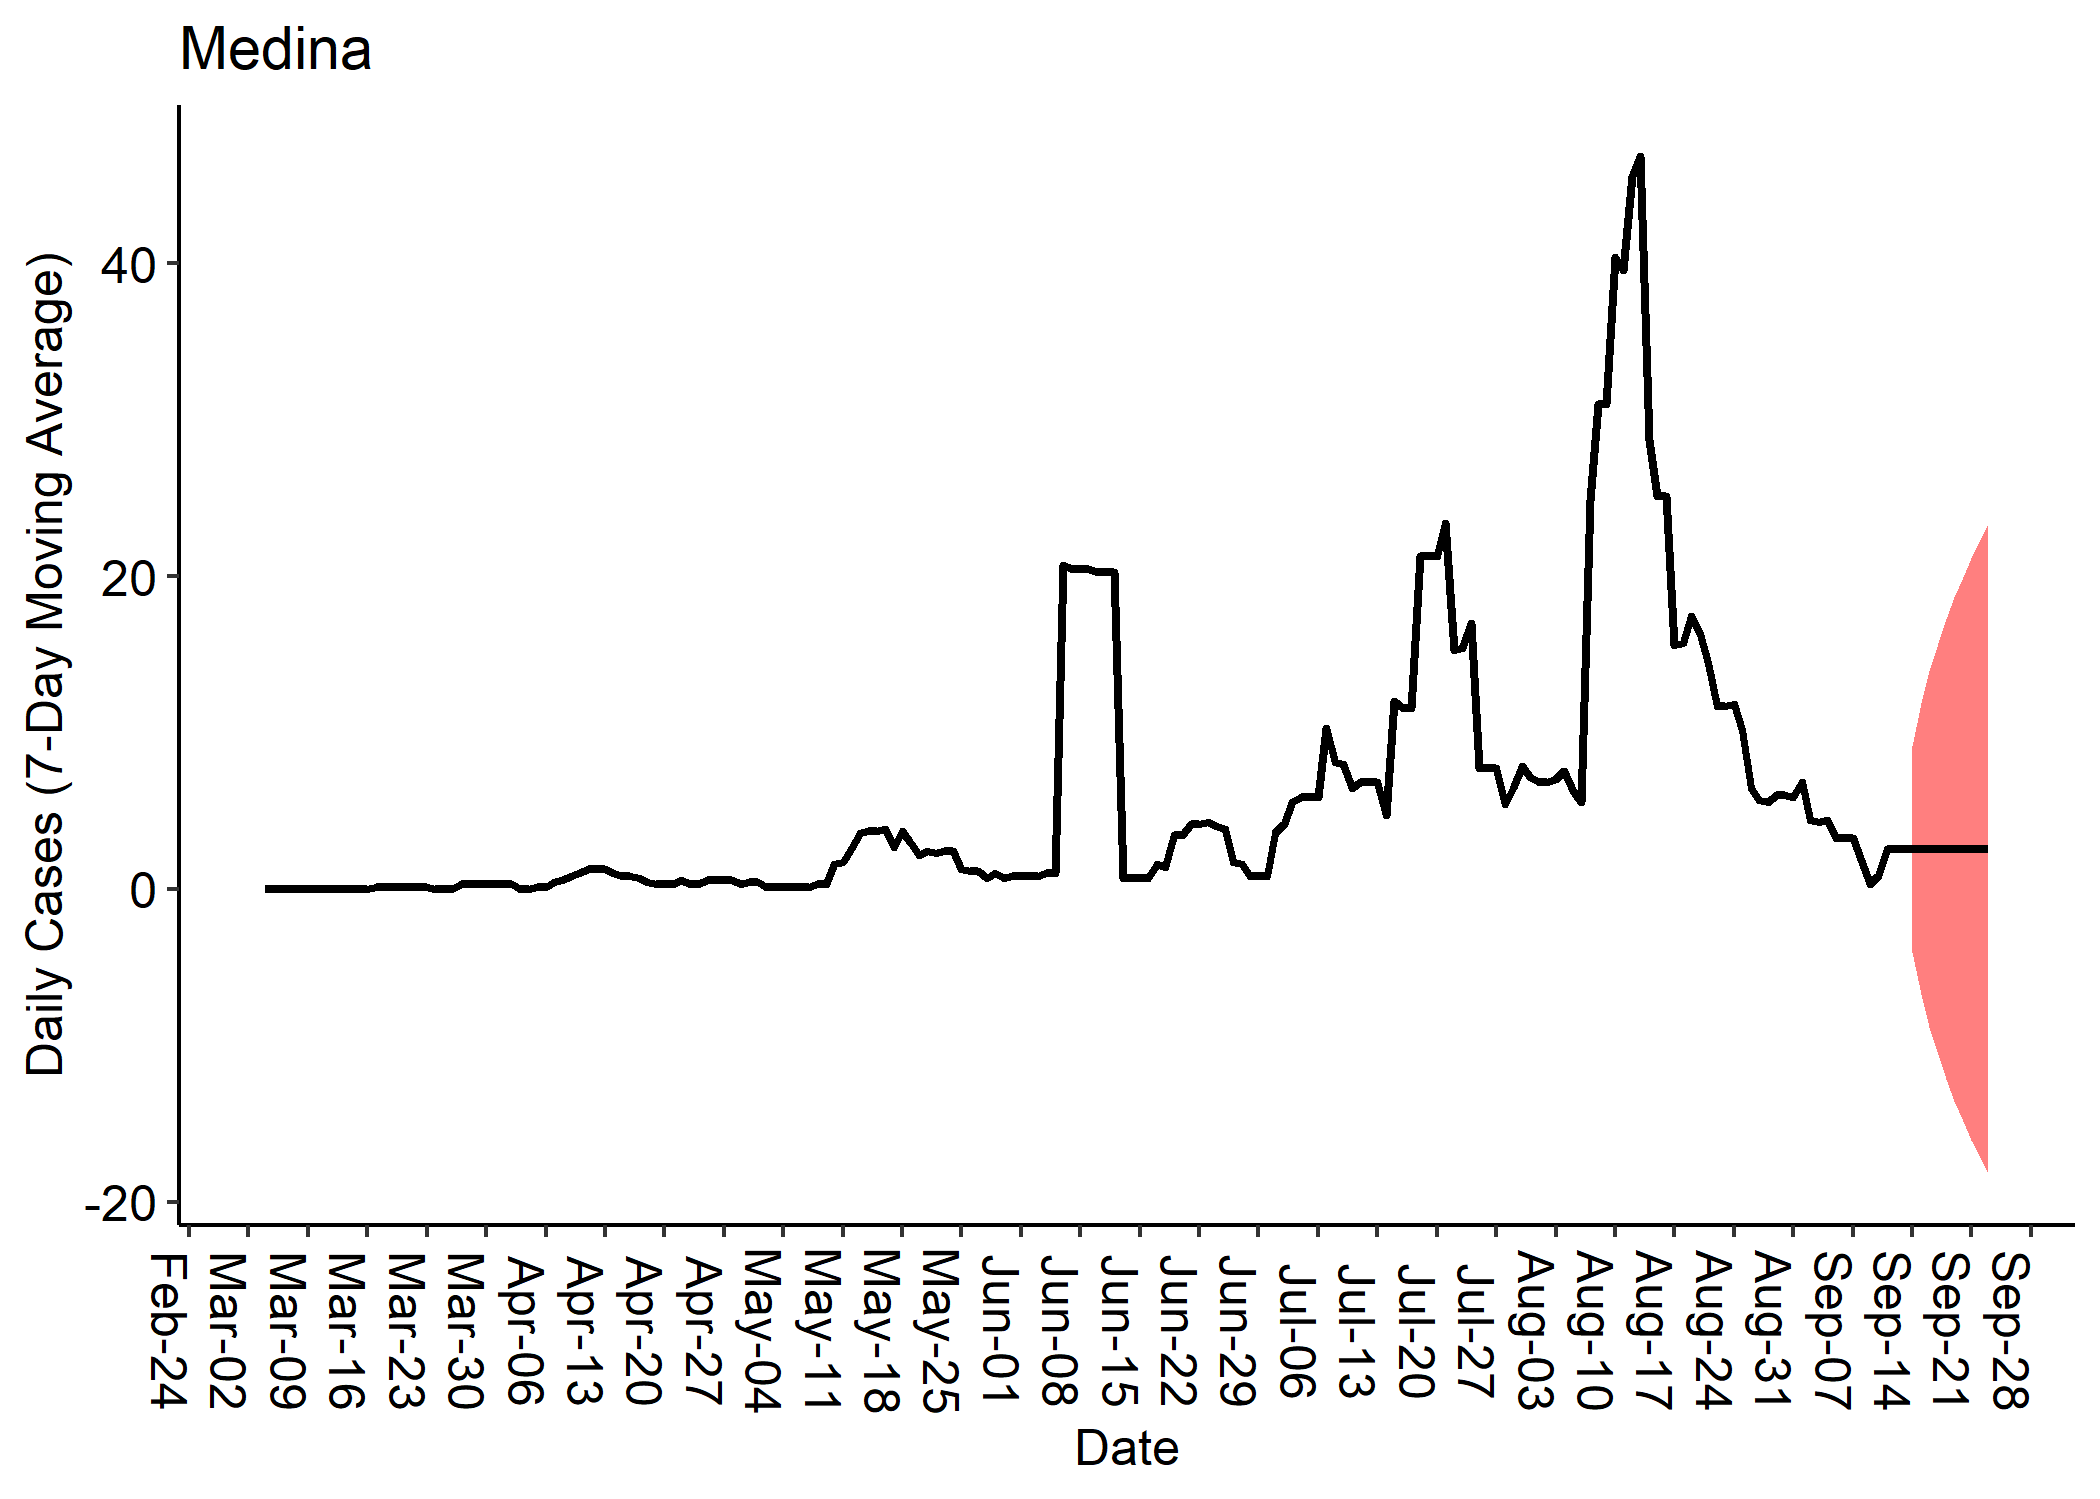 Medina
Daily Cases (7-Day Moving Average)
40
20
0
-20
Feb-24
Mar-02
Mar-09
Mar-16
Mar-23
Mar-30
Apr-06
Apr-13
Apr-20
Apr-27
May-04
May-11
May-18
May-25
Jun-01
Jun-08
Jun-15
Jun-22
Jun-29
Jul-06
Jul-13
Jul-20
Jul-27
Aug-03
Aug-10
Aug-17
Aug-24
Aug-31
Sep-07
Sep-14
Sep-21
Sep-28
Date